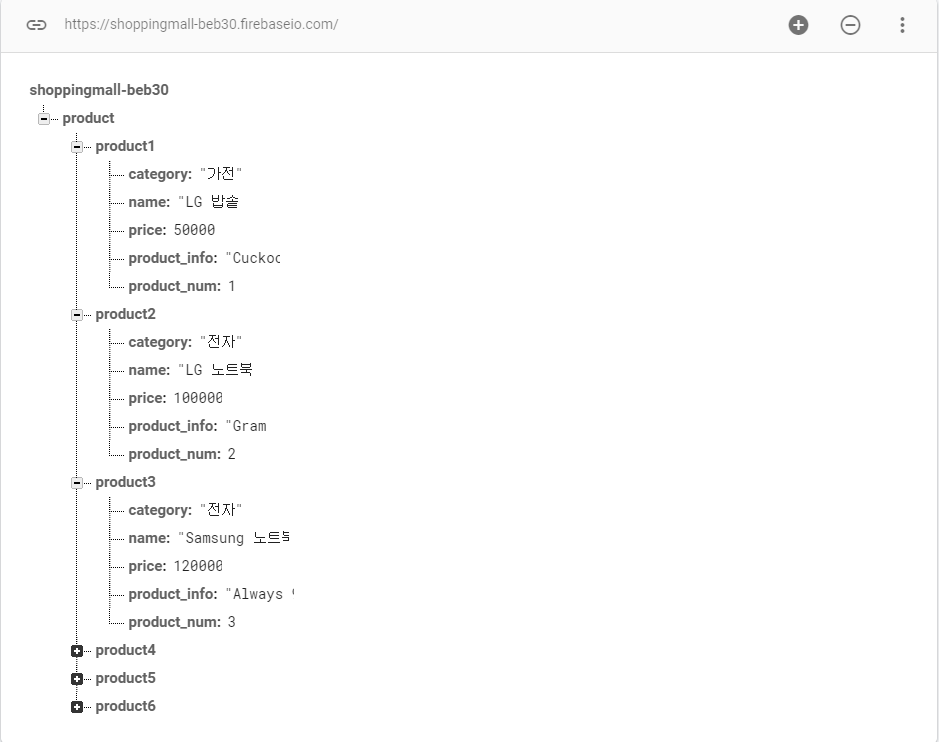 https://shoppingmall-beb30.firebaseio.com/
shoppingmall-beb30
product
product1
category: "가전"
name: "LG 밥솥
price: 50000
product_info: "Cuckoo
product_num: 1
product2
category: "전자"
name: "LG 노트북
price: 100000
product_info: "Gram
product_num: 2
product3
category: "전자"
name: "Samsung 노트북
price: 120000
product_info: "Always
product_num: 3
product4
product5
product6